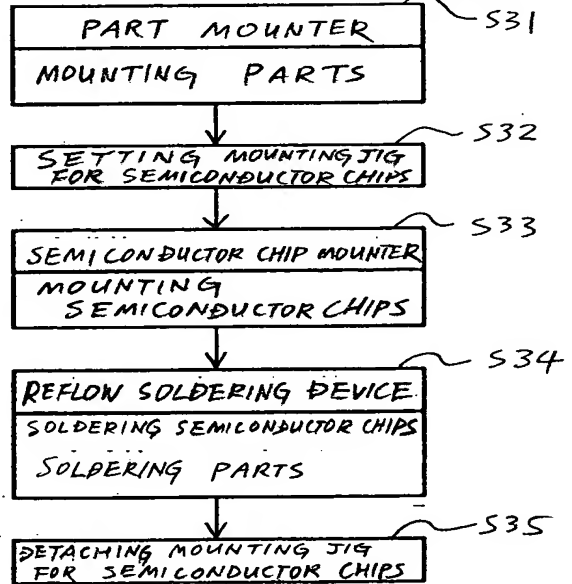 PART MOUNTER
S31
MOUNTING PARTS
SETTING MOUNTING JIG
FOR SEMICONDUCTOR CHIPS
S32
SEMICONDUCTOR CHIP MOUNTER
S33
MOUNTING
SEMICONDUCTOR CHIPS
REFLOW SOLDERING DEVICE
S34
SOLDERING SEMICONDUCTOR CHIPS
SOLDERING PARTS
DETACHING MOUNTING JIG
FOR SEMICONDUCTOR CHIPS
S35